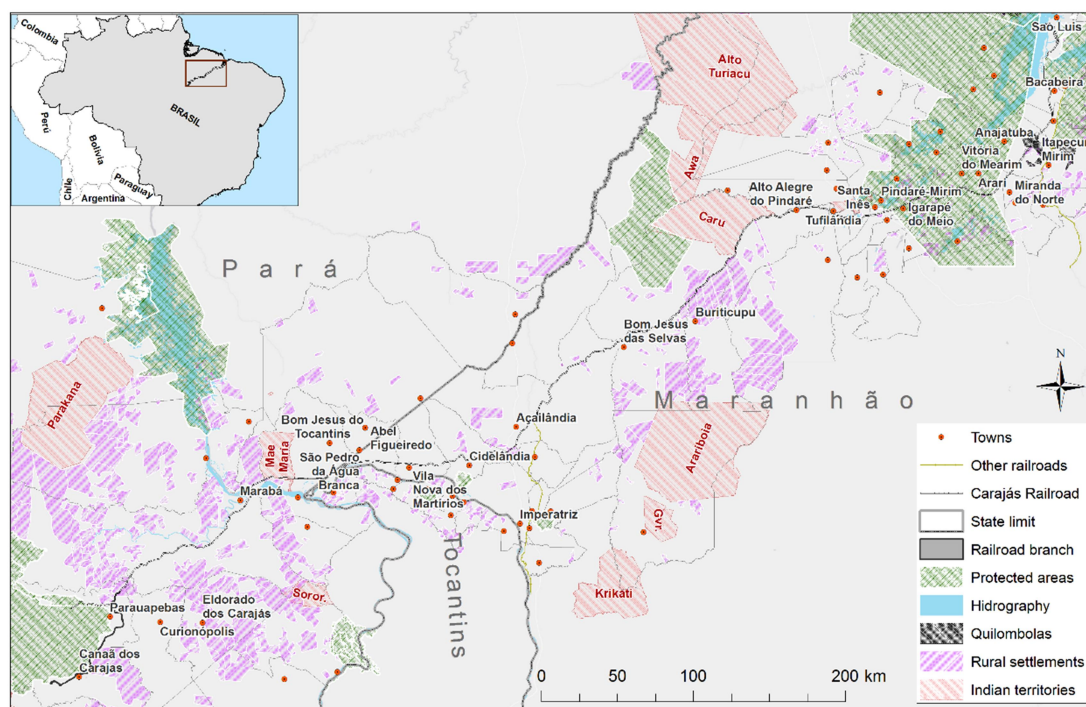 Colombia
Perú
BRASIL
Bolivia
Paraguay
Chile
Argentina
Alto
Turiacu
Sao Luis
Bacabeira
Anajatuba
Itapecur
Mirim
Vitoria
do Mearim
Arari
Miranda
do Norte
Awa
Alto Alegre
do Pindaré
Santa
Inês
Pindaré-Mirim
Igarapé
do Meio
Tufilândia
Caru
Pará
Buriticupu
Bom Jesus
das Selvas
Maranhão
Parakana
Bom Jesus do
Tocantins
Abel
Figueiredo
Açailândia
Arariboia
Mae
Maria
São Pedro
da Água
Branca
Cidelândia
Vila
Nova dos
Martirios
Marabá
Imperatriz
Gvr.
Tocantins
Krikati
Soror.
Eldorado
dos Carajás
Parauapebas
Curionópolis
Canaã dos
Carajas
N
0 50 100 200 km
Towns
Other railroads
Carajás Railroad
State limit
Railroad branch
Protected areas
Hidrography
Quilombolas
Rural settlements
Indian territories